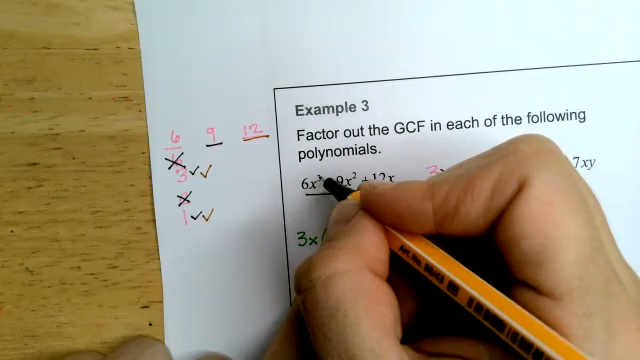 Example 3
Factor out the GCF in each of the following
polynomials.
6x³ 9x² + 12x
7xy
3x(
6 9 12
3 ✓✓
1 ✓✓